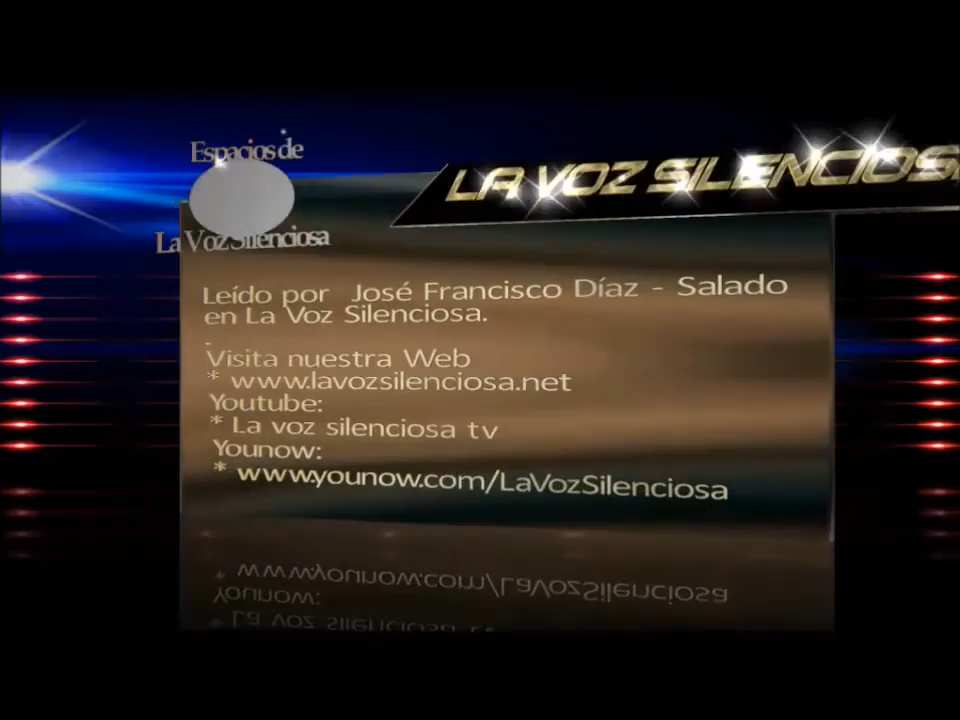 Espacios de
La Voz Silenciosa
LA VOZ SILENCIOSA
Leído por José Francisco Díaz - Salado
en La Voz Silenciosa.
.
Visita nuestra Web
* www.lavozsilenciosa.net
Youtube:
* La voz silenciosa tv
Younow:
* www.younow.com/LaVozSilenciosa